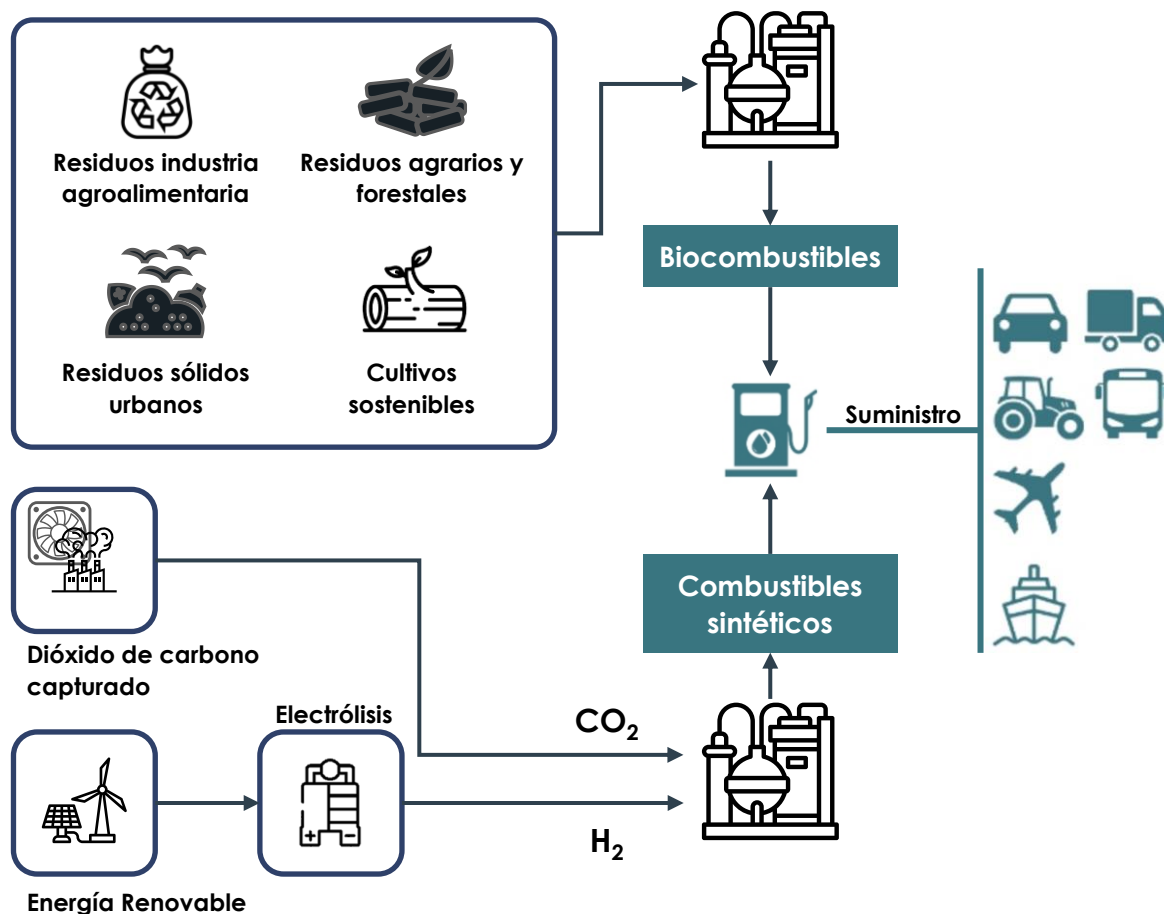 Residuos industria
agroalimentaria
Residuos agrarios y
forestales
Residuos sólidos
urbanos
Cultivos
sostenibles
Biocombustibles
Suministro
Combustibles
sintéticos
Dióxido de carbono
capturado
Electrólisis
CO₂
H₂
Energía Renovable